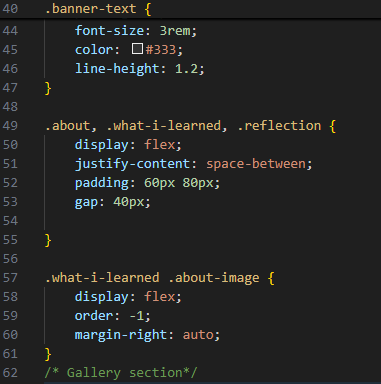 40 .banner-text {
44 font-size: 3rem;
45 color: #333;
46 line-height: 1.2;
47 }
48
49 .about, .what-i-learned, .reflection {
50 display: flex;
51 justify-content: space-between;
52 padding: 60px 80px;
53 gap: 40px;
54
55 }
56
57 .what-i-learned .about-image {
58 display: flex;
59 order: -1;
60 margin-right: auto;
61 }
62 /* Gallery section*/